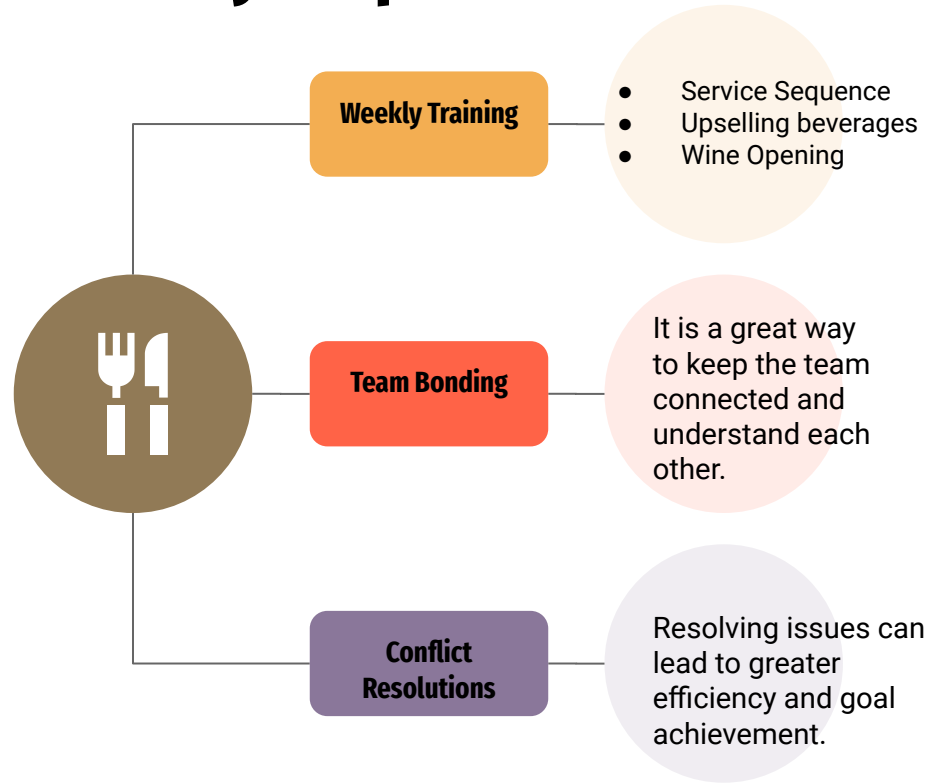 Weekly Training
● Service Sequence
● Upselling beverages
● Wine Opening
Team Bonding
It is a great way
to keep the team
connected and
understand each
other.
Conflict
Resolutions
Resolving issues can
lead to greater
efficiency and goal
achievement.